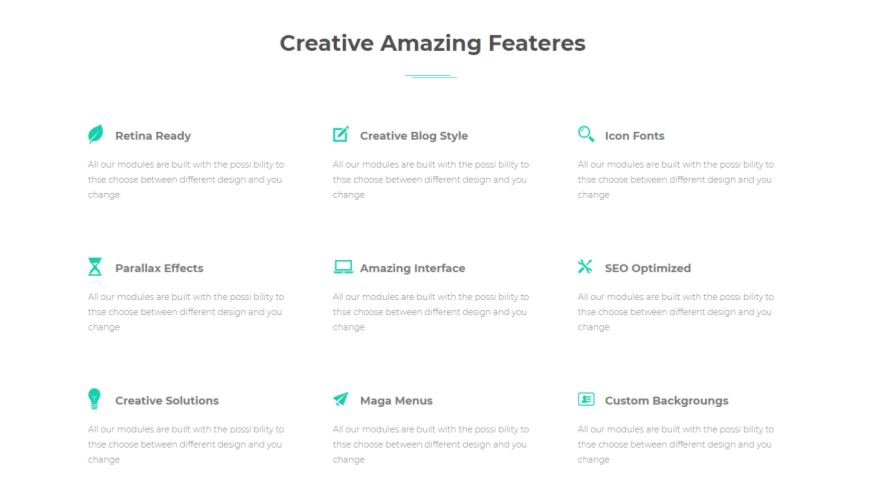 Creative Amazing Feateres
Retina Ready
All our modules are built with the possi bility to
thse choose between different design and you
change.
Creative Blog Style
All our modules are built with the possi bility to
thse choose between different design and you
change
Icon Fonts
All our modules are built with the possi bility to
thse choose between different design and you
change
Parallax Effects
All our modules are built with the possi bility to
thse choose between different design and you
change
Amazing Interface
All our modules are built with the possi bility to
thse choose between different design and you
change
SEO Optimized
All our modules are built with the possi bility to
thse choose between different design and you
change
Creative Solutions
All our modules are built with the possi bility to
thse choose between different design and you
change
Maga Menus
All our modules are built with the possi bility to
thse choose between different design and you
change
Custom Backgroungs
All our modules are built with the possi bility to
thse choose between different design and you
change